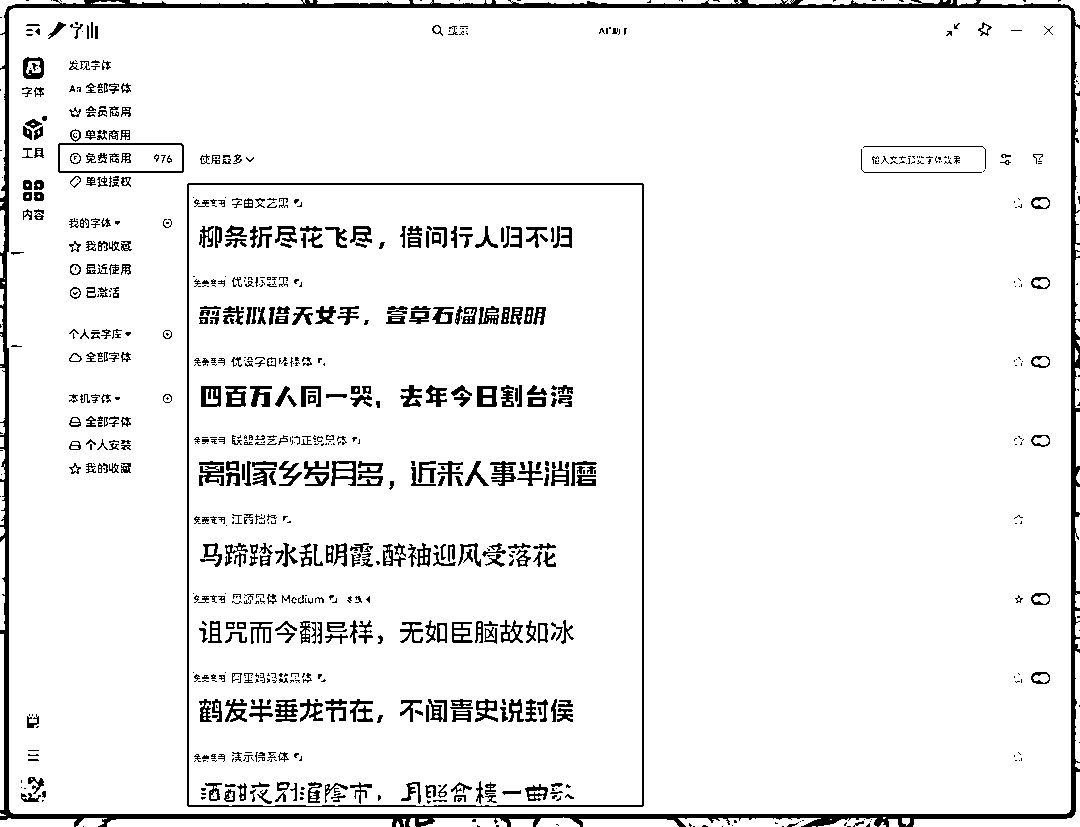 字由
搜索
AI助手
字体
工具
内容
发现字体
Aa 全部字体
会员商用
单款商用
免费商用 976
单独授权
我的字体
我的收藏
最近使用
已激活
个人云字库
全部字体
本机字体
全部字体
个人安装
我的收藏
使用最多
输入文字预览字体效果
免费商用 字由文艺黑
柳条折尽花飞尽，借问行人归不归
免费商用 优设标题黑
剪裁似借天女手，萱草石榴偏眼明
免费商用 优设字由棒棒体
四百万人同一哭，去年今日割台湾
免费商用 联盟起艺卢帅正锐黑体
离别家乡岁月多，近来人事半消磨
免费商用 江西拙楷
马蹄踏水乱明霞,醉袖迎风受落花
免费商用 思源黑体 Medium
诅咒而今翻异样，无如臣脑故如冰
免费商用 阿里妈妈数黑体
鹤发半垂龙节在，不闻青史说封侯
免费商用 演示佛系体
酒酣夜别淮阴市，月照高楼一曲歌